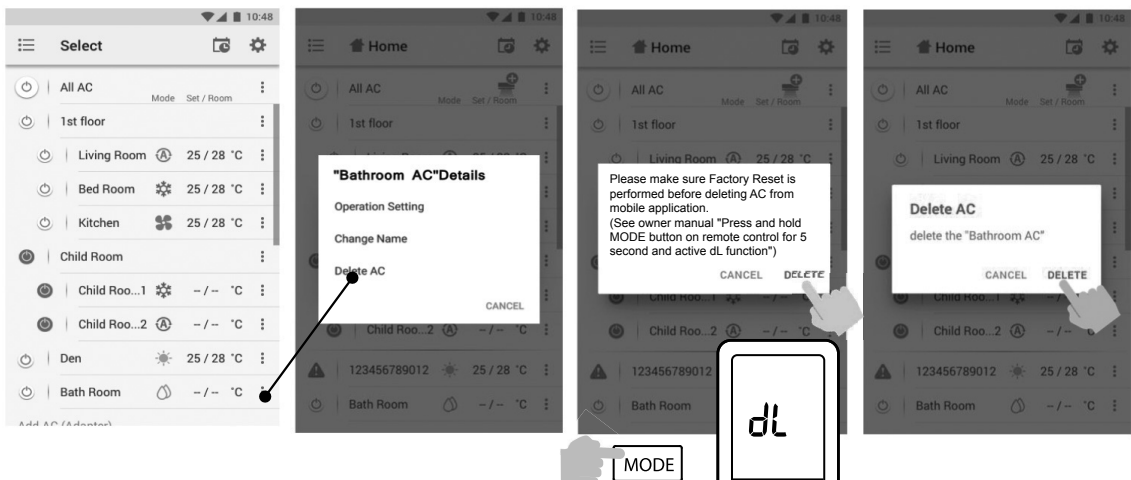 10:48
Select
All AC
Mode Set / Room
1st floor
Living Room 25 / 28 °C
Bed Room 25 / 28 °C
Kitchen 25 / 28 °C
Child Room
Child Roo...1 -- / -- °C
Child Roo...2 -- / -- °C
Den 25 / 28 °C
Bath Room -- / -- °C
Add AC (Adapter)
10:48
Home
All AC
Mode Set / Room
1st floor
"Bathroom AC"Details
Operation Setting
Change Name
Delete AC
CANCEL
Child Roo...2 -- / -- °C
123456789012 25 / 28 °C
Bath Room -- / -- °C
10:48
Home
All AC
Mode Set / Room
1st floor
Living Room 25 / 28 °C
Please make sure Factory Reset is
performed before deleting AC from
mobile application.
(See owner manual "Press and hold
MODE button on remote control for 5
second and active dL function")
CANCEL DELETE
Child Roo...1 -- / --
Child Roo...2 -- / -- °C
123456789012
Bath Room
dL
MODE
10:48
Home
All AC
Mode Set / Room
1st floor
Living Room 25 / 28 °C
Delete AC
delete the "Bathroom AC"
CANCEL DELETE
Child Roo...1 -- / --
Child Roo...2 -- / -- °C
123456789012 25 / 28 °C
Bath Room -- / -- °C